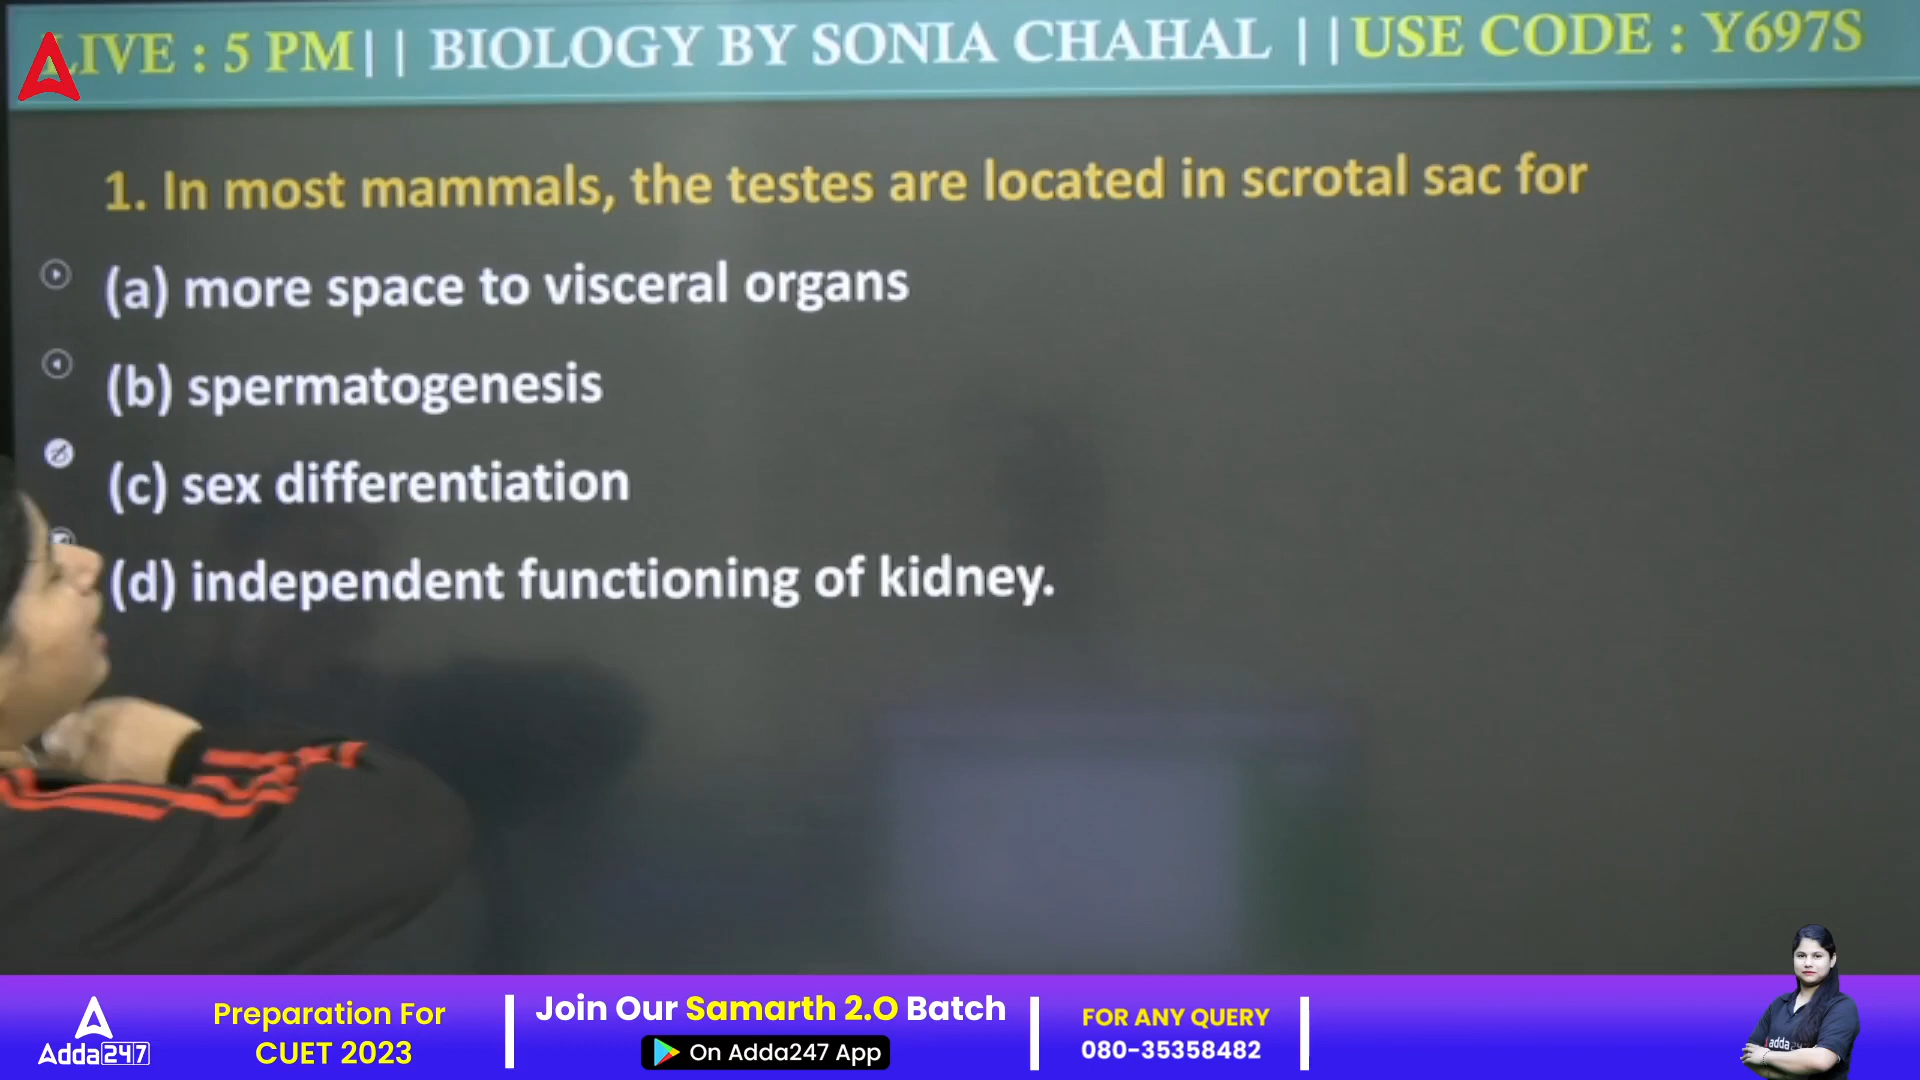 LIVE : 5 PM || BIOLOGY BY SONIA CHAHAL || USE CODE : Y697S
1. In most mammals, the testes are located in scrotal sac for
(a) more space to visceral organs
(b) spermatogenesis
(c) sex differentiation
(d) independent functioning of kidney.
Adda247
Preparation For
CUET 2023
Join Our Samarth 2.O Batch
On Adda247 App
FOR ANY QUERY
080-35358482
adda247